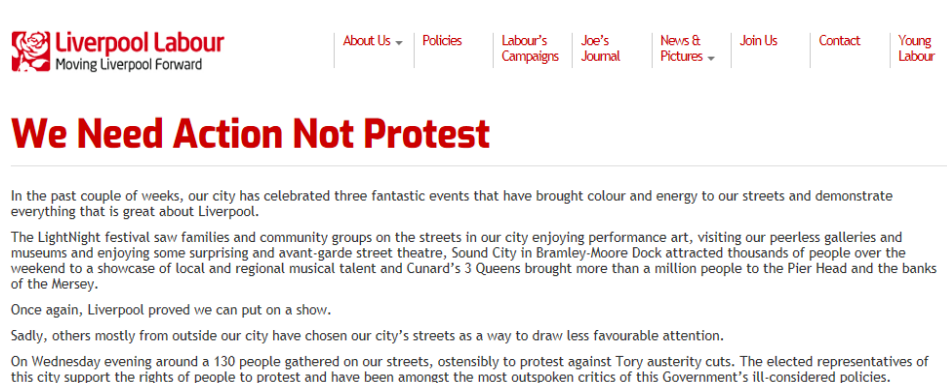 Liverpool Labour
Moving Liverpool Forward
About Us
Policies
Labour's
Campaigns
Joe's
Journal
News &
Pictures
Join Us
Contact
Young
Labour
We Need Action Not Protest
In the past couple of weeks, our city has celebrated three fantastic events that have brought colour and energy to our streets and demonstrate
everything that is great about Liverpool.
The LightNight festival saw families and community groups on the streets in our city enjoying performance art, visiting our peerless galleries and
museums and enjoying some surprising and avant-garde street theatre, Sound City in Bramley-Moore Dock attracted thousands of people over the
weekend to a showcase of local and regional musical talent and Cunard's 3 Queens brought more than a million people to the Pier Head and the banks
of the Mersey.
Once again, Liverpool proved we can put on a show.
Sadly, others mostly from outside our city have chosen our city's streets as a way to draw less favourable attention.
On Wednesday evening around a 130 people gathered on our streets, ostensibly to protest against Tory austerity cuts. The elected representatives of
this city support the rights of people to protest and have been amongst the most outspoken critics of this Government's ill-considered policies.